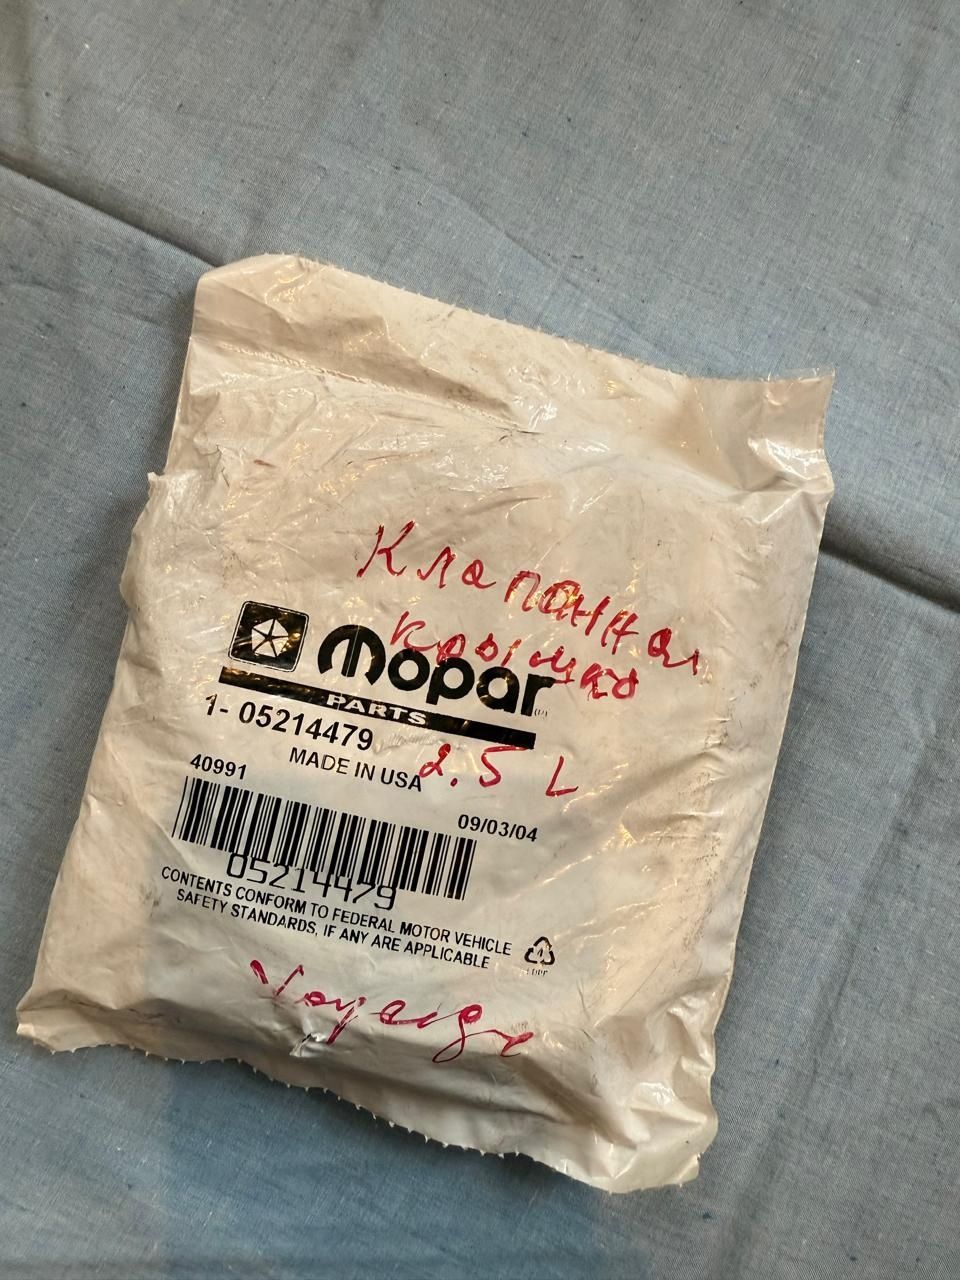 Клапанная
крышка
mopar
PARTS
1- 05214479
MADE IN USA
2.5 L
40991
09/03/04
05214479
CONTENTS CONFORM TO FEDERAL MOTOR VEHICLE
SAFETY STANDARDS, IF ANY ARE APPLICABLE
Voyager